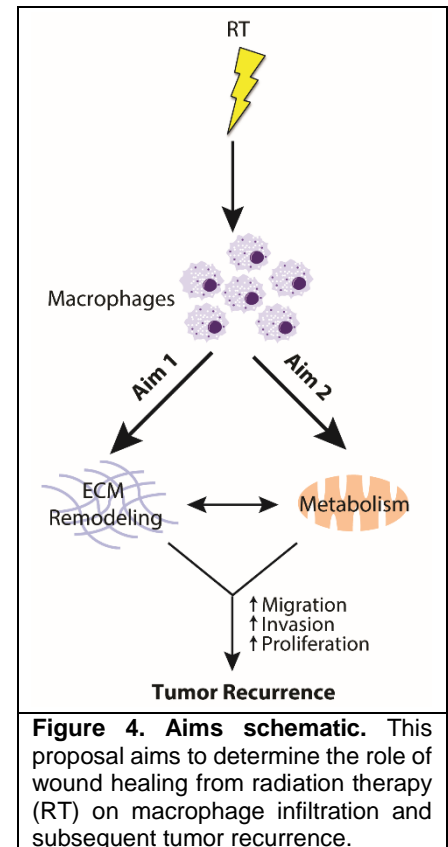 RT
Macrophages
Aim 1
Aim 2
ECM
Remodeling
Metabolism
↑Migration
↑Invasion
↑Proliferation
Tumor Recurrence
Figure 4. Aims schematic. This
proposal aims to determine the role of
wound healing from radiation therapy
(RT) on macrophage infiltration and
subsequent tumor recurrence.